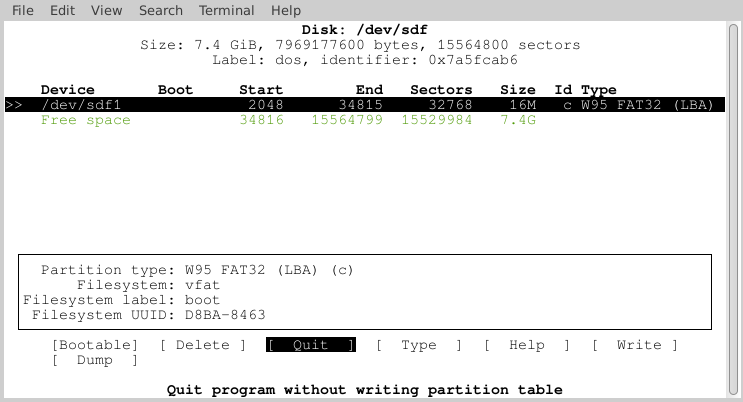 File Edit View Search Terminal Help
Disk: /dev/sdf
Size: 7.4 GiB, 7969177600 bytes, 15564800 sectors
Label: dos, identifier: 0x7a5fcab6
Device Boot Start End Sectors Size Id Type
>> /dev/sdf1 2048 34815 32768 16M c W95 FAT32 (LBA)
Free space 34816 15564799 15529984 7.4G
Partition type: W95 FAT32 (LBA) (c)
Filesystem: vfat
Filesystem label: boot
Filesystem UUID: D8BA-8463
[Bootable] [ Delete ] [ Quit ] [ Type ] [ Help ] [ Write ]
[ Dump ]
Quit program without writing partition table